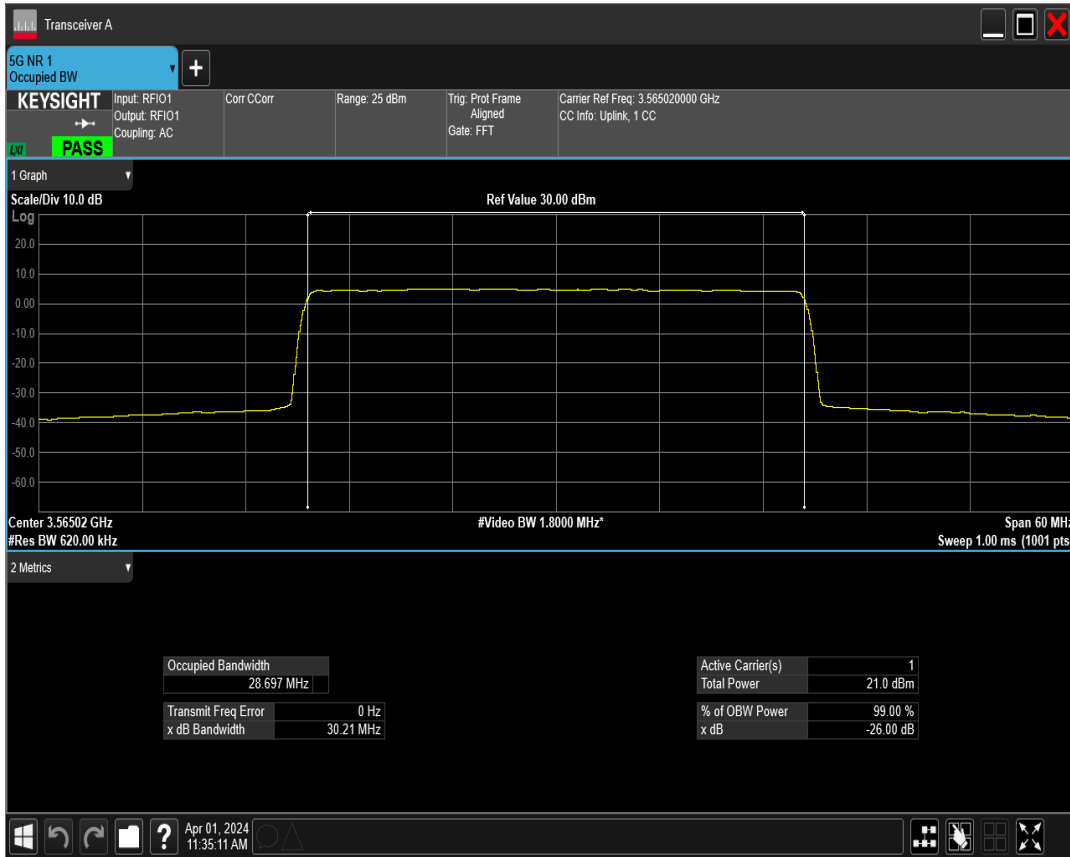 Transceiver A
5G NR 1
Occupied BW
KEYSIGHT
LXI
PASS
Input: RFIO1
Output: RFIO1
Coupling: AC
Corr CCorr
Range: 25 dBm
Trig: Prot Frame
Aligned
Gate: FFT
Carrier Ref Freq: 3.565020000 GHz
CC Info: Uplink, 1 CC
1 Graph
Scale/Div 10.0 dB
Ref Value 30.00 dBm
Log
20.0
10.0
0.00
-10.0
-20.0
-30.0
-40.0
-50.0
-60.0
Center 3.56502 GHz
#Video BW 1.8000 MHz*
Span 60 MHz
#Res BW 620.00 kHz
Sweep 1.00 ms (1001 pts
2 Metrics
Occupied Bandwidth
28.697 MHz
Transmit Freq Error 0 Hz
x dB Bandwidth 30.21 MHz
Active Carrier(s) 1
Total Power 21.0 dBm
% of OBW Power 99.00 %
x dB -26.00 dB
?
Apr 01, 2024
11:35:11 AM